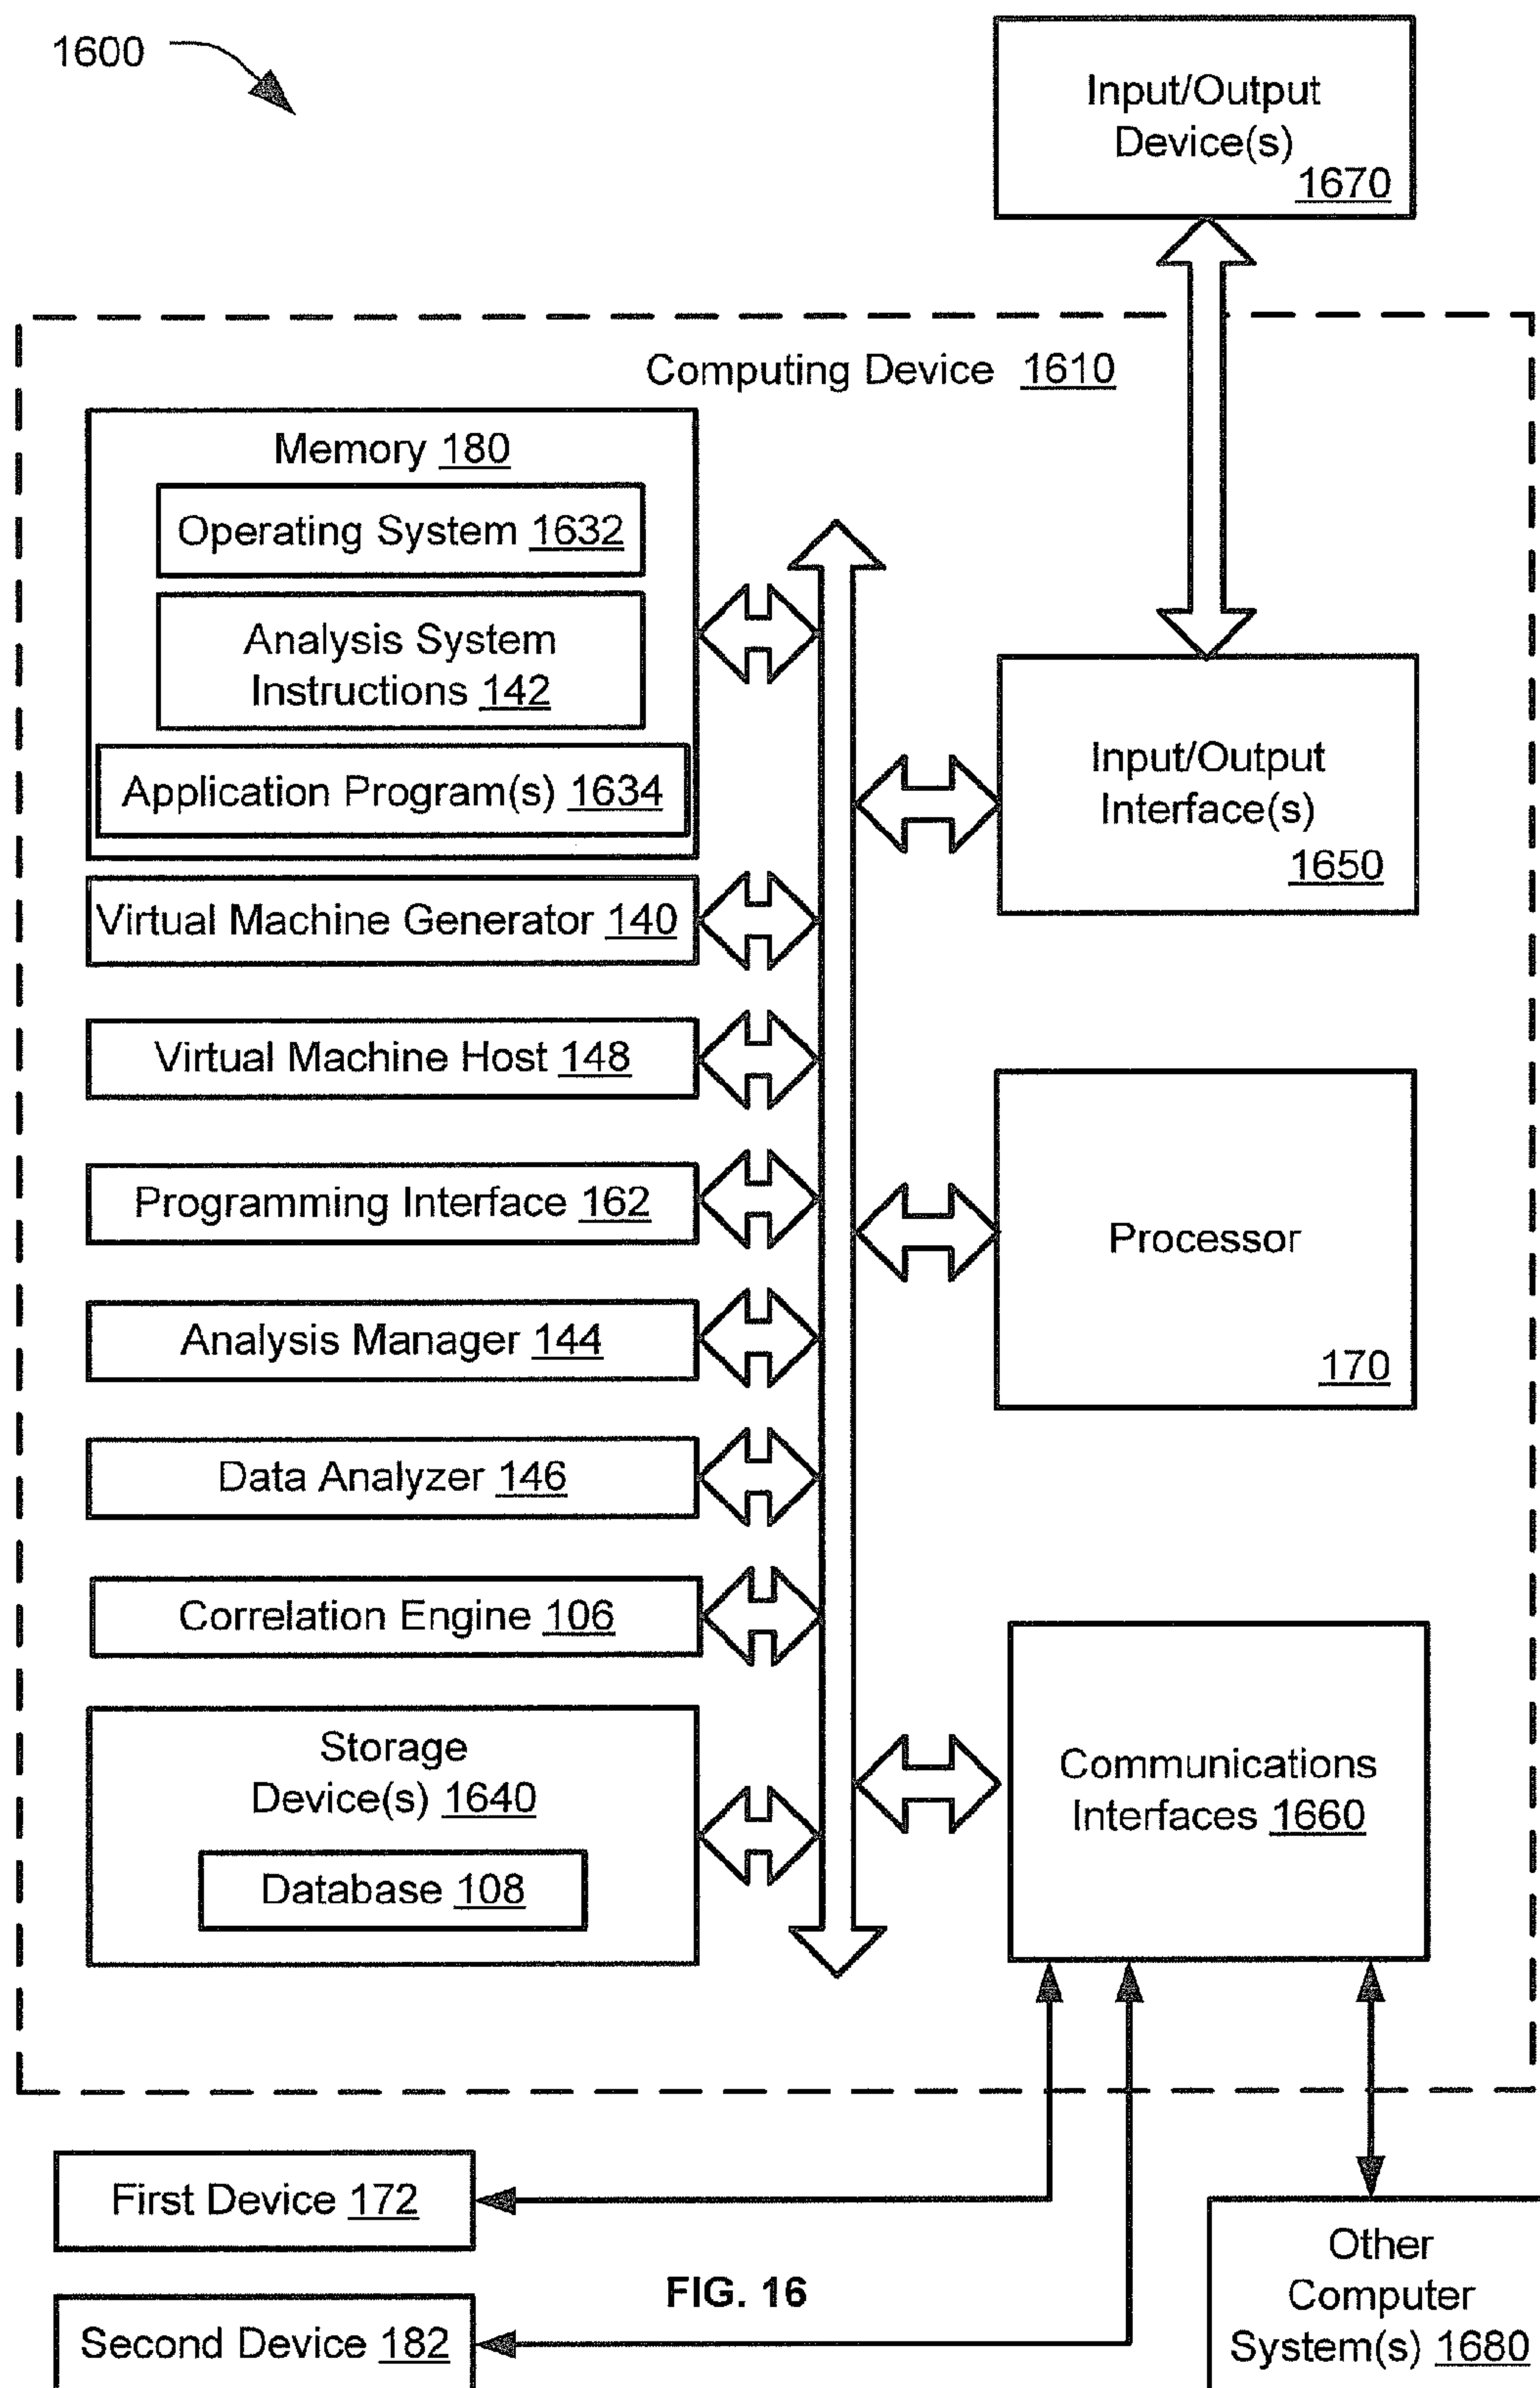 1600
Input/Output
Device(s)
1670
Computing Device 1610
Memory 180
Operating System 1632
Analysis System
Instructions 142
Application Program(s) 1634
Virtual Machine Generator 140
Virtual Machine Host 148
Programming Interface 162
Analysis Manager 144
Data Analyzer 146
Correlation Engine 106
Storage
Device(s) 1640
Database 108
Input/Output
Interface(s)
1650
Processor
170
Communications
Interfaces 1660
First Device 172
Second Device 182
FIG. 16
Other
Computer
System(s) 1680